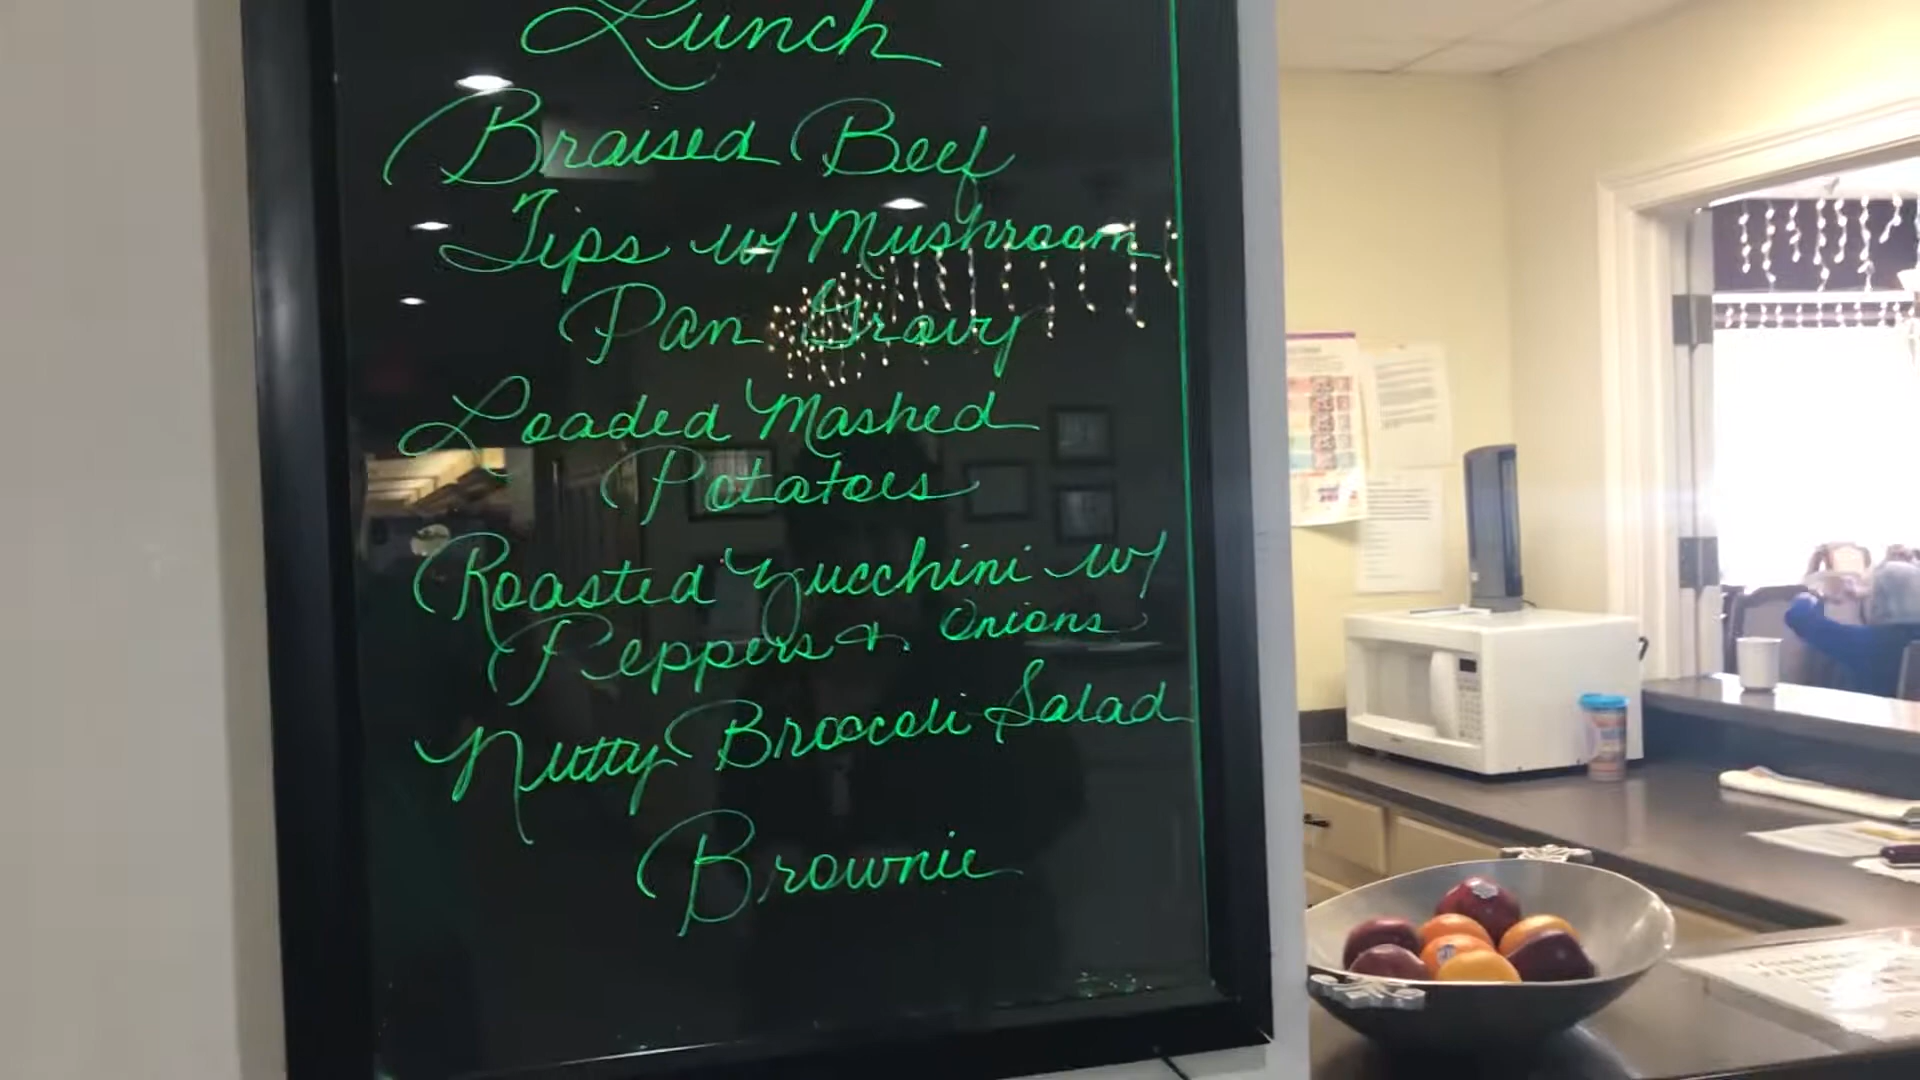 Lunch
Braised Beef
Tips w/ Mushroom
Pan Gravy
Loaded Mashed
Potatoes
Roasted Zucchini w/
Peppers & Onions
Nutty Broccoli Salad
Brownie